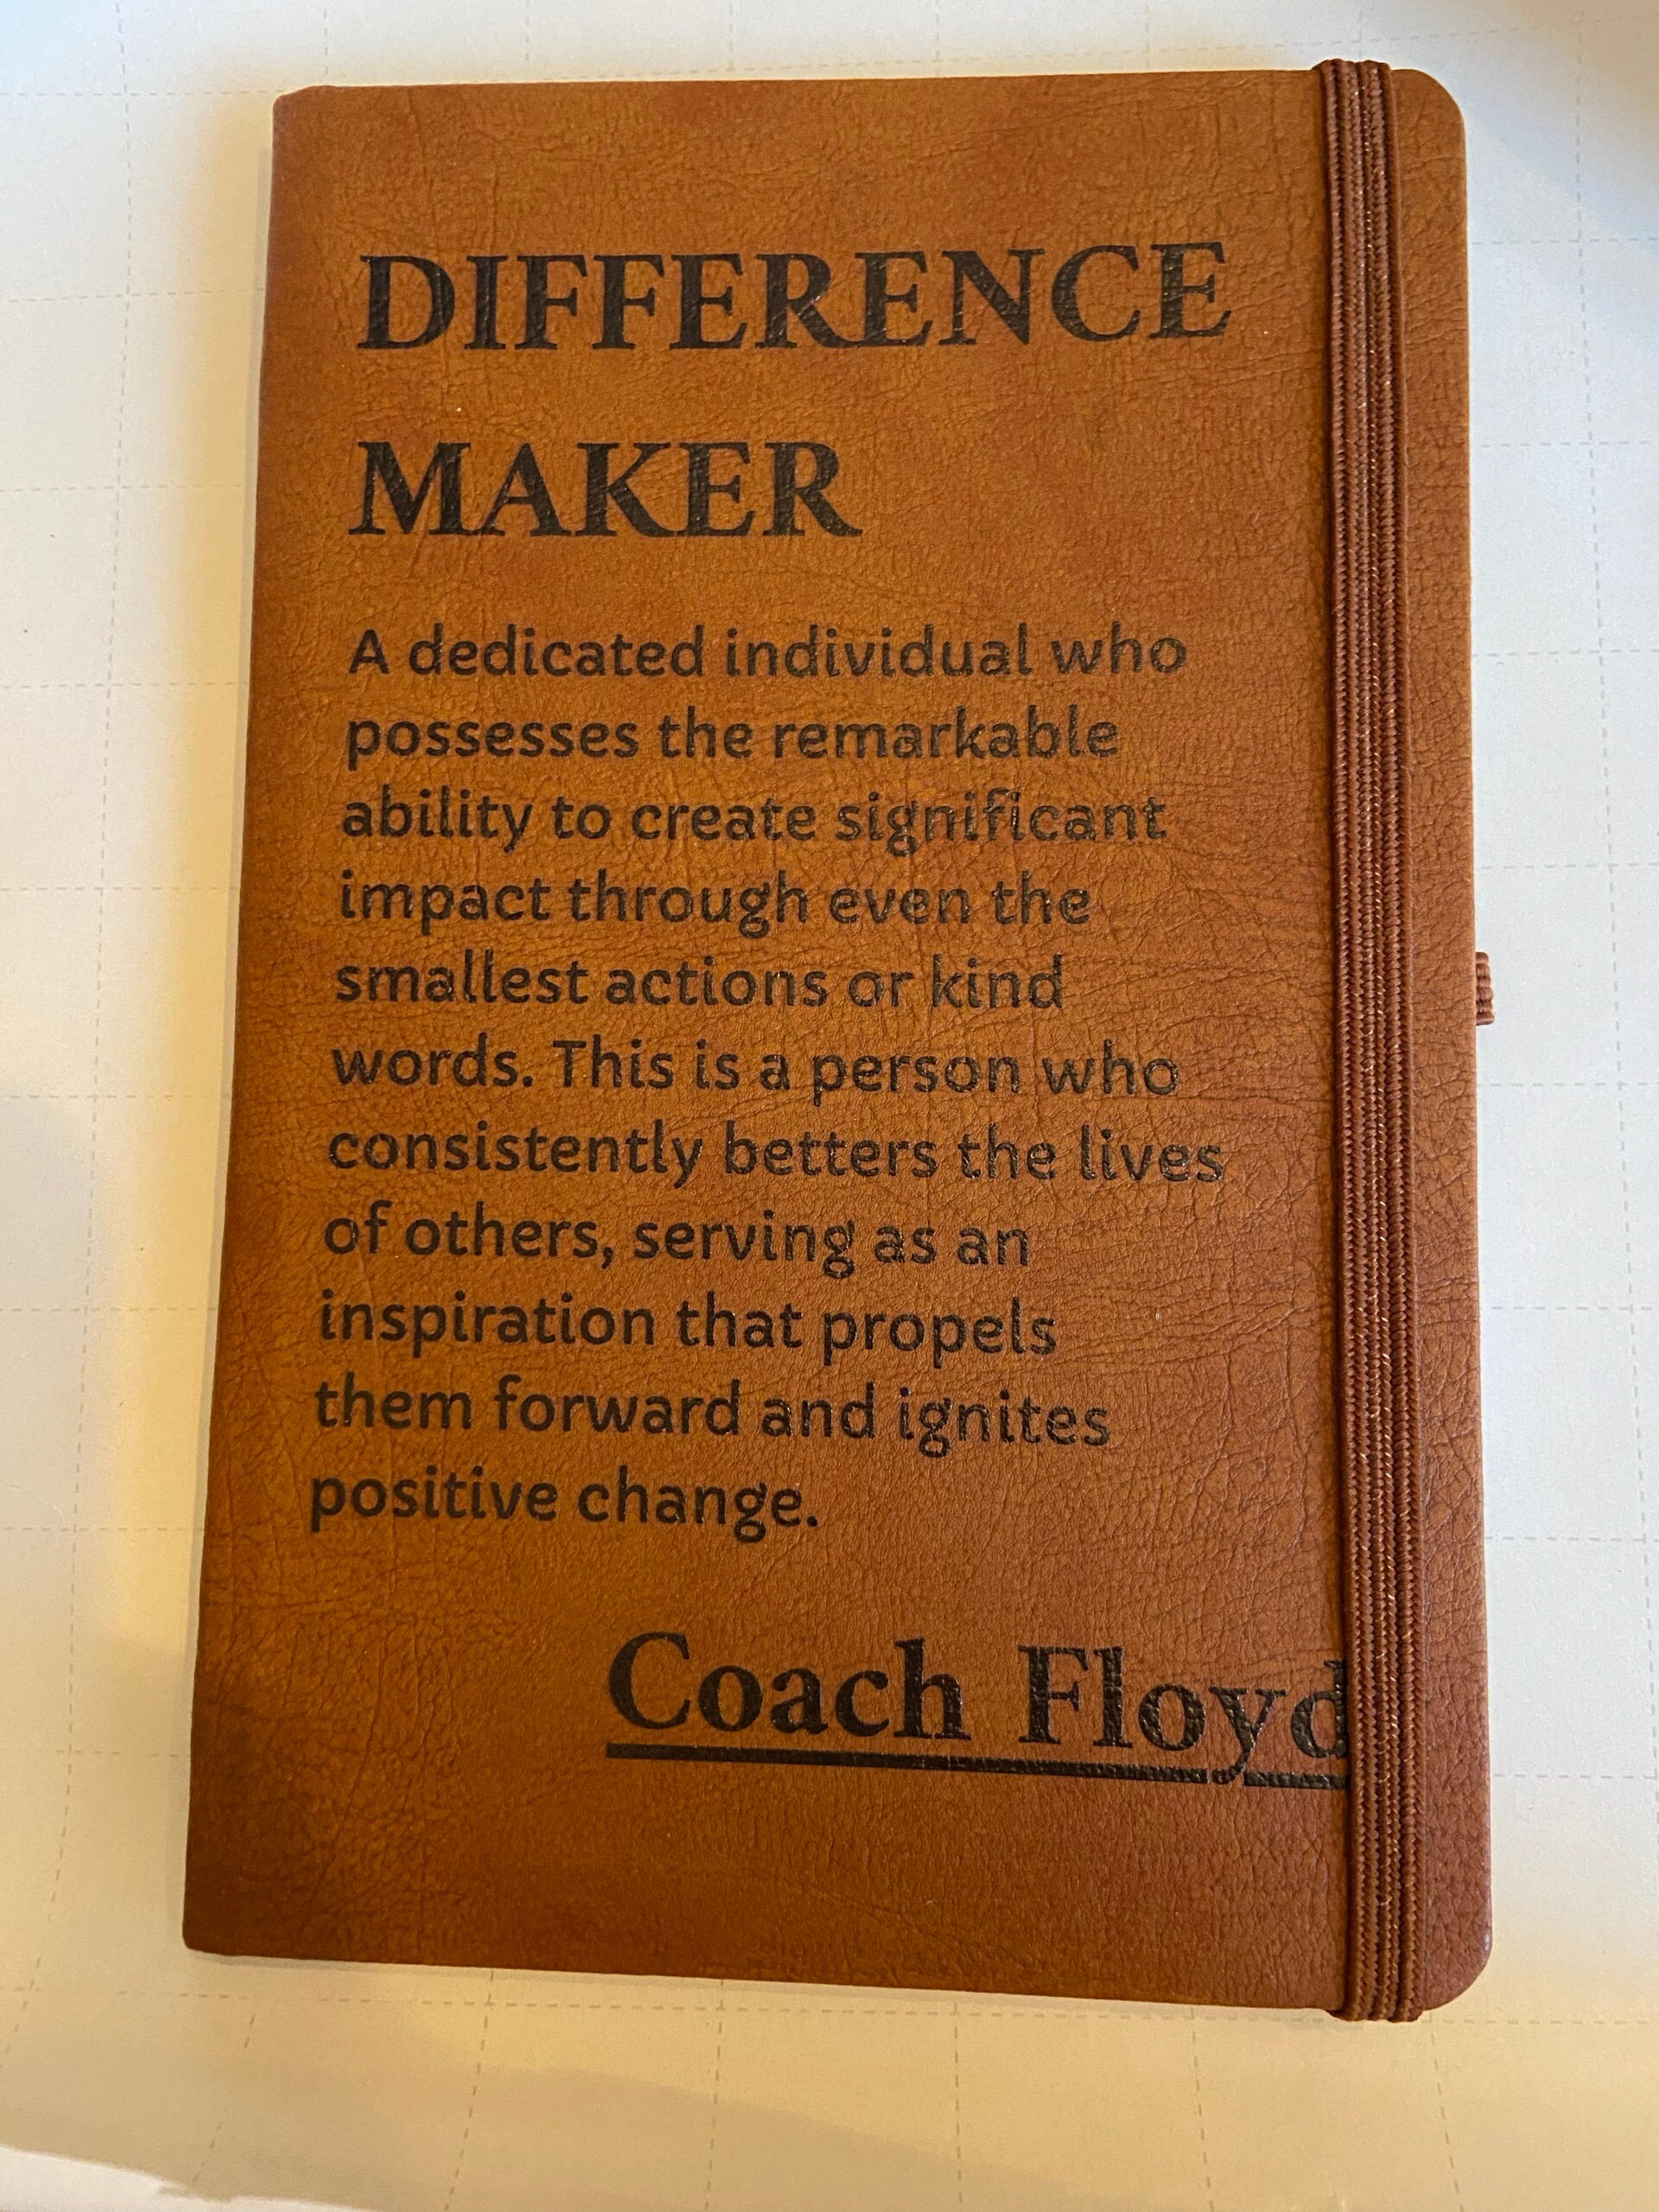 DIFFERENCE
MAKER
A dedicated individual who
possesses the remarkable
ability to create significant
impact through even the
smallest actions or kind
words. This is a person who
consistently betters the lives
of others, serving as an
inspiration that propels
them forward and ignites
positive change.
Coach Floyd